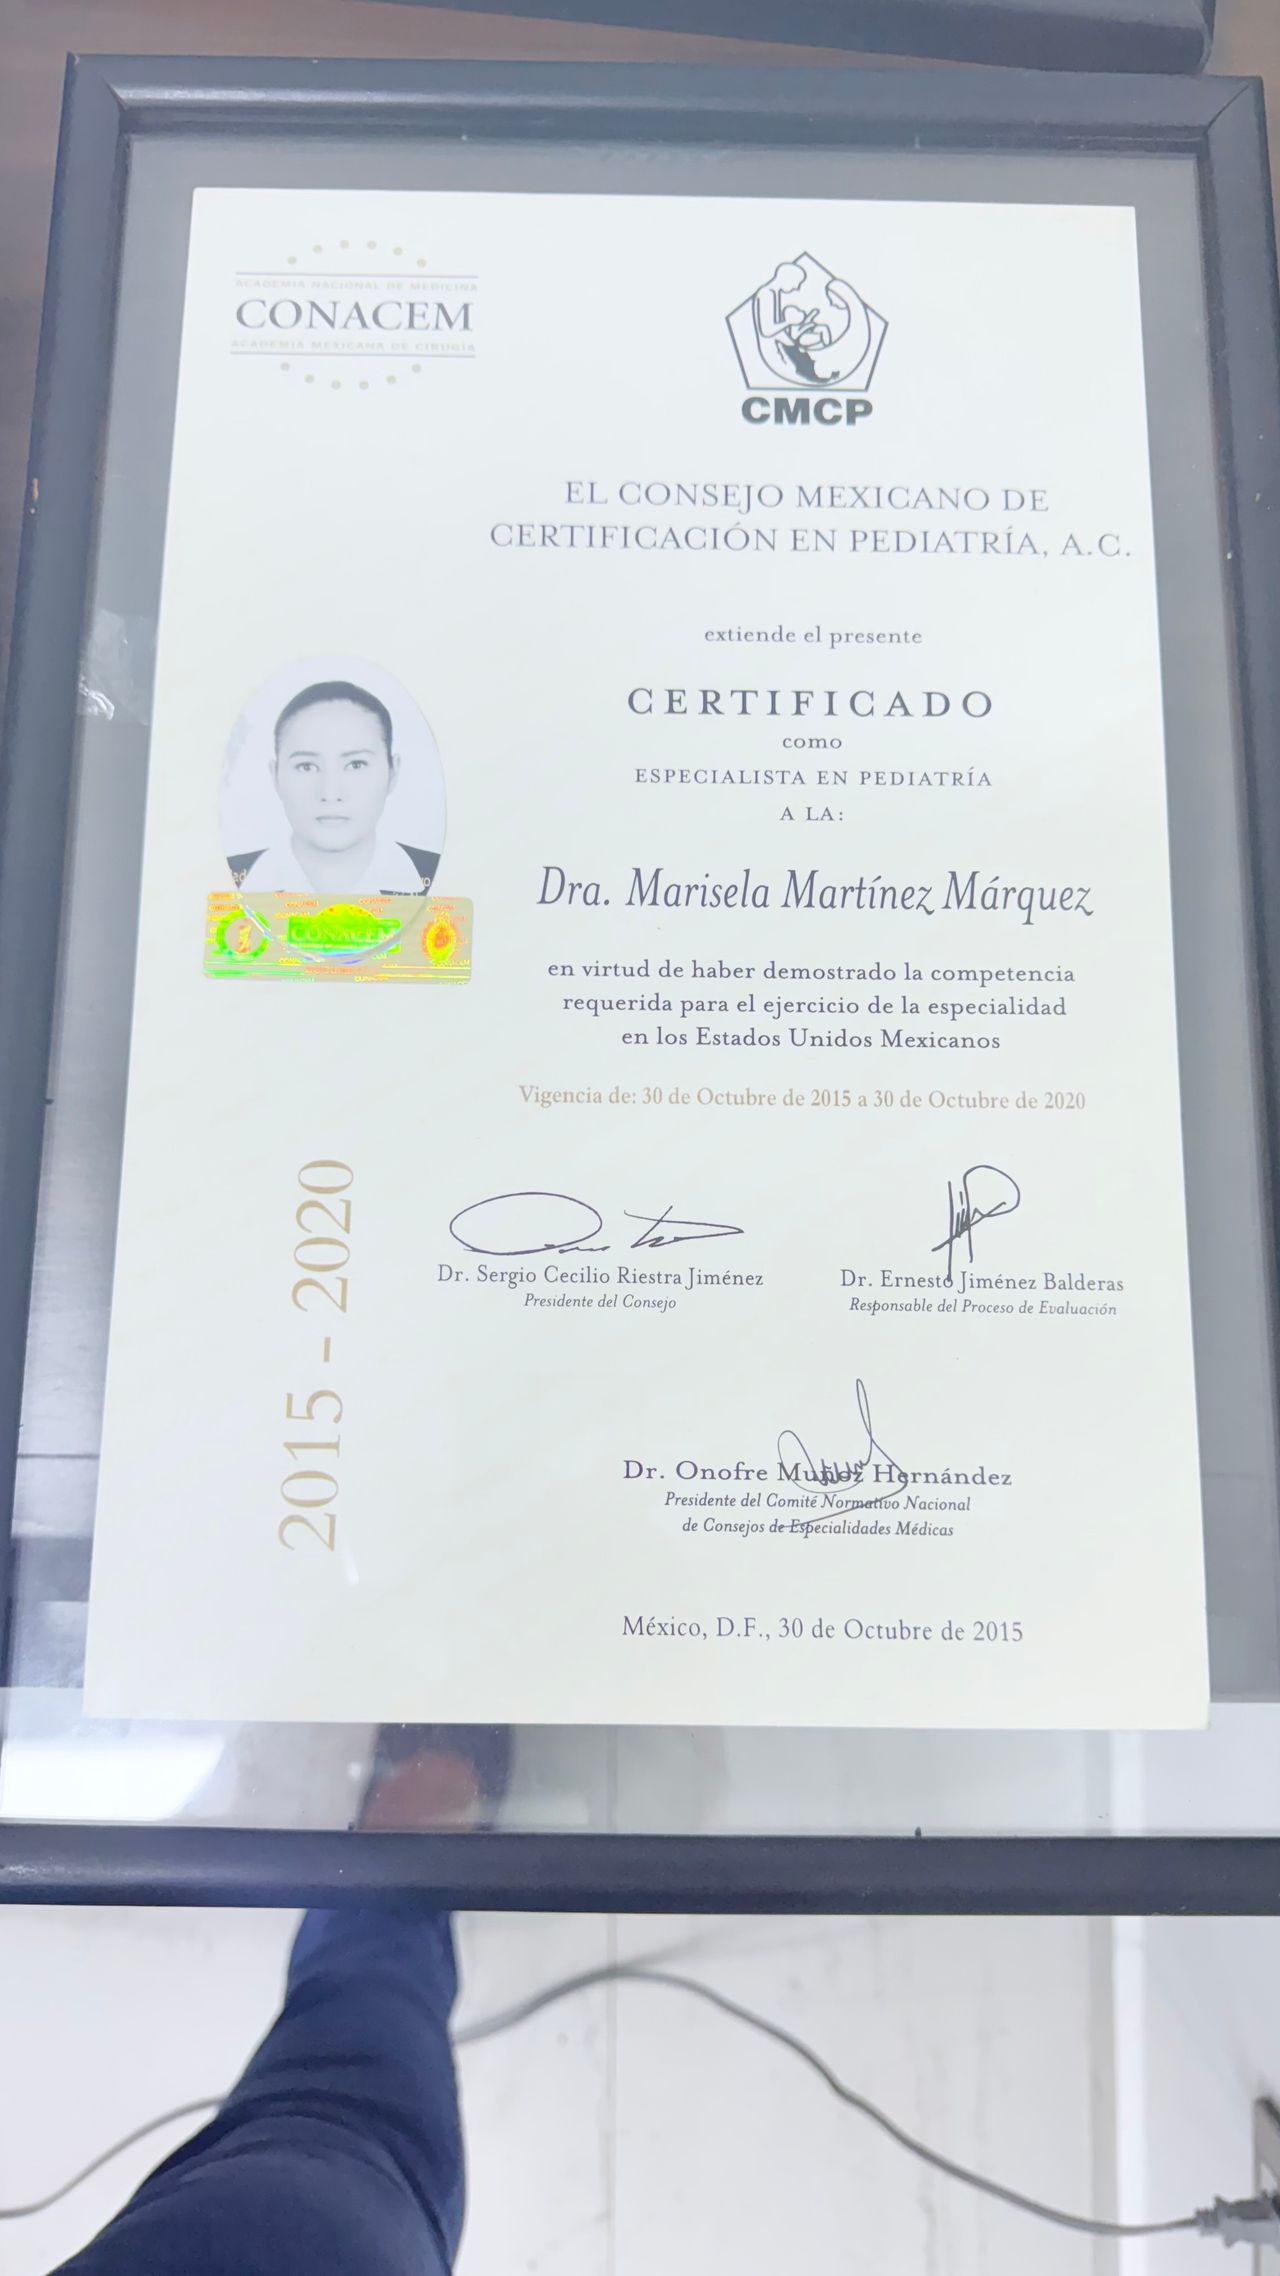 ACADEMIA NACIONAL DE MEDICINA
CONACEM
ACADEMIA MEXICANA DE CIRUGÍA
CMCP
EL CONSEJO MEXICANO DE
CERTIFICACIÓN EN PEDIATRÍA, A.C.
extiende el presente
CERTIFICADO
como
ESPECIALISTA EN PEDIATRÍA
A LA:
Dra. Marisela Martínez Márquez
CONACEM
en virtud de haber demostrado la competencia
requerida para el ejercicio de la especialidad
en los Estados Unidos Mexicanos
Vigencia de: 30 de Octubre de 2015 a 30 de Octubre de 2020
2015 - 2020
Dr. Sergio Cecilio Riestra Jiménez
Presidente del Consejo
Dr. Ernesto Jiménez Balderas
Responsable del Proceso de Evaluación
Dr. Onofre Muñoz Hernández
Presidente del Comité Normativo Nacional
de Consejos de Especialidades Médicas
México, D.F., 30 de Octubre de 2015